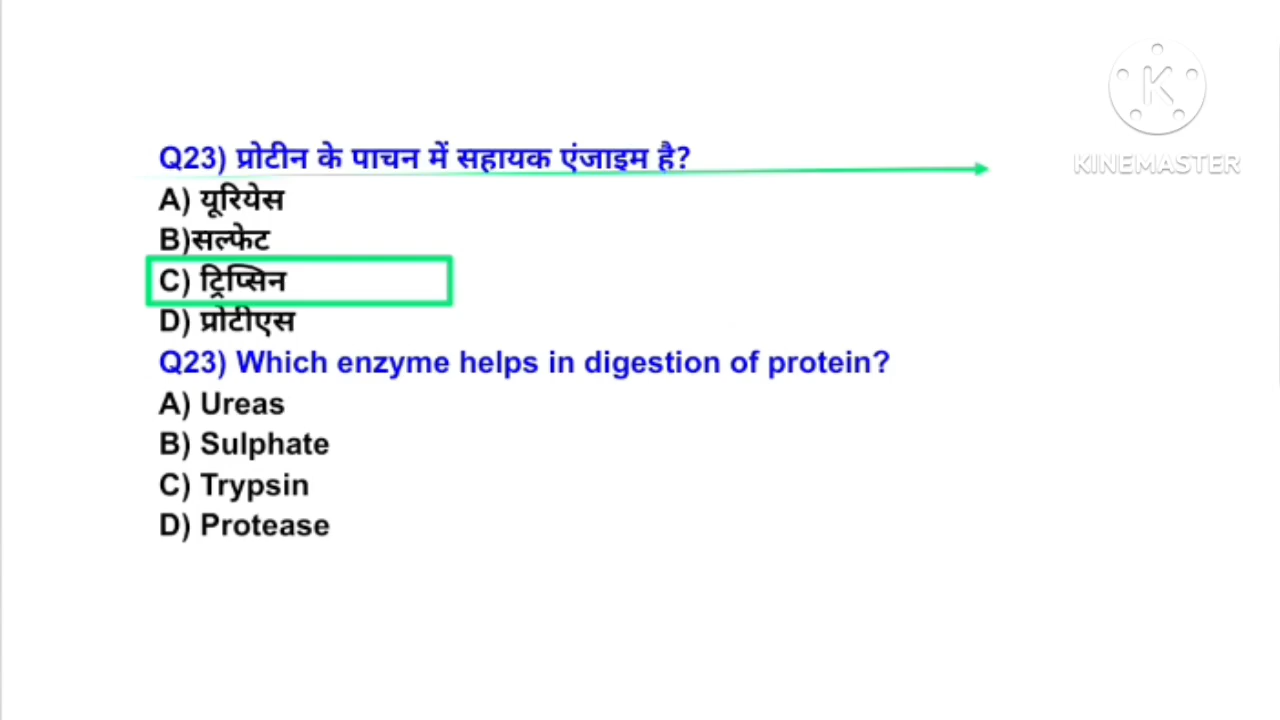 Q23) प्रोटीन के पाचन में सहायक एंजाइम है?
A) यूरियेस
B)सल्फेट
C) ट्रिप्सिन
D) प्रोटीएस
Q23) Which enzyme helps in digestion of protein?
A) Ureas
B) Sulphate
C) Trypsin
D) Protease
K
KINEMASTER